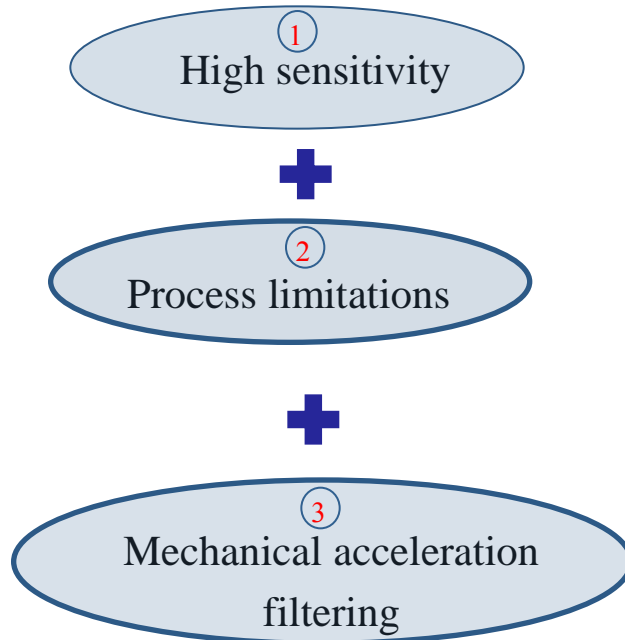 1
High sensitivity
2
Process limitations
3
Mechanical acceleration
filtering